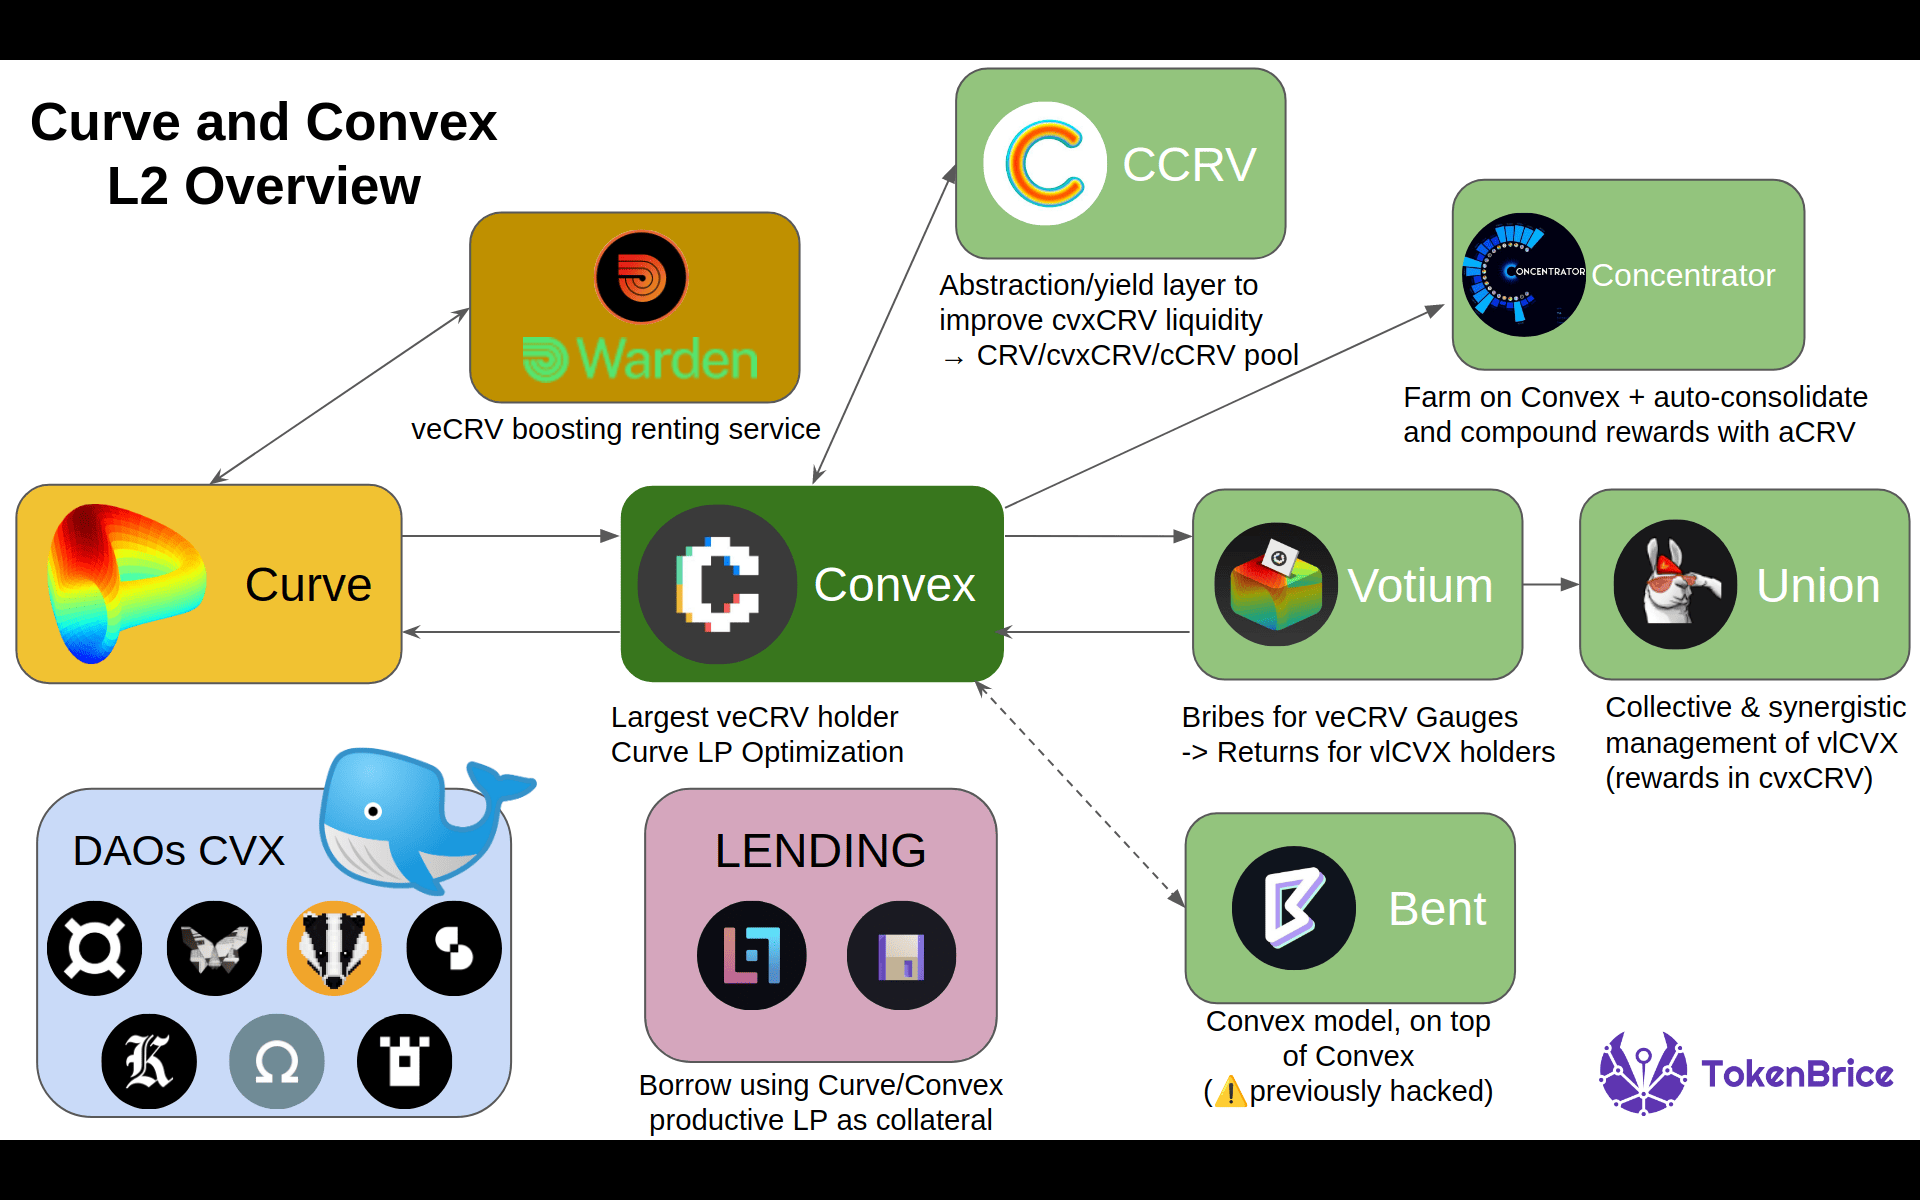 Curve and Convex
L2 Overview
CCRV
Abstraction/yield layer to
improve cvxCRV liquidity
→ CRV/cvxCRV/cCRV pool
ONCENTRATOR
Concentrator
Farm on Convex + auto-consolidate
and compound rewards with aCRV
Warden
veCRV boosting renting service
Curve
Convex
Largest veCRV holder
Curve LP Optimization
Votium
Bribes for veCRV Gauges
-> Returns for vlCVX holders
Union
Collective & synergistic
management of vlCVX
(rewards in cvxCRV)
DAOs CVX
K
Ω
LENDING
Borrow using Curve/Convex
productive LP as collateral
Bent
Convex model, on top
of Convex
(⚠️previously hacked)
TokenBrice